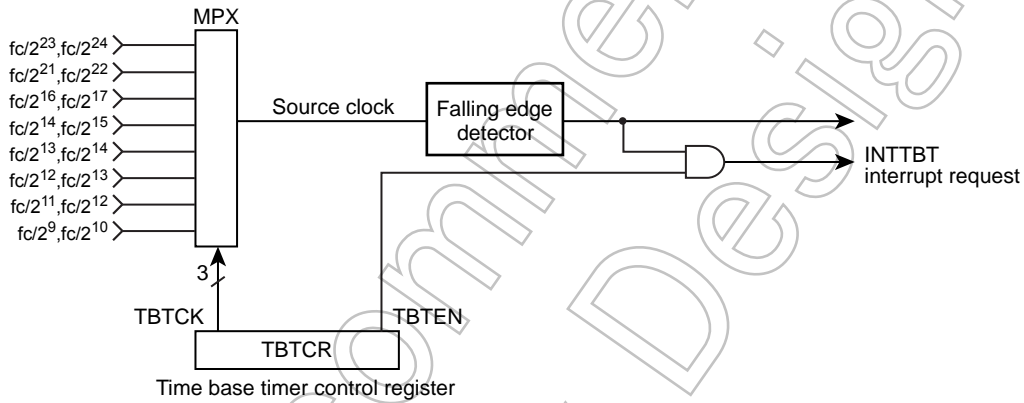 MPX
fc/2^23,fc/2^24
fc/2^21,fc/2^22
fc/2^16,fc/2^17
fc/2^14,fc/2^15
fc/2^13,fc/2^14
fc/2^12,fc/2^13
fc/2^11,fc/2^12
fc/2^9,fc/2^10
Source clock
Falling edge
detector
INTTBT
interrupt request
3
TBTCK
TBTEN
TBTCR
Time base timer control register
ommen
Design